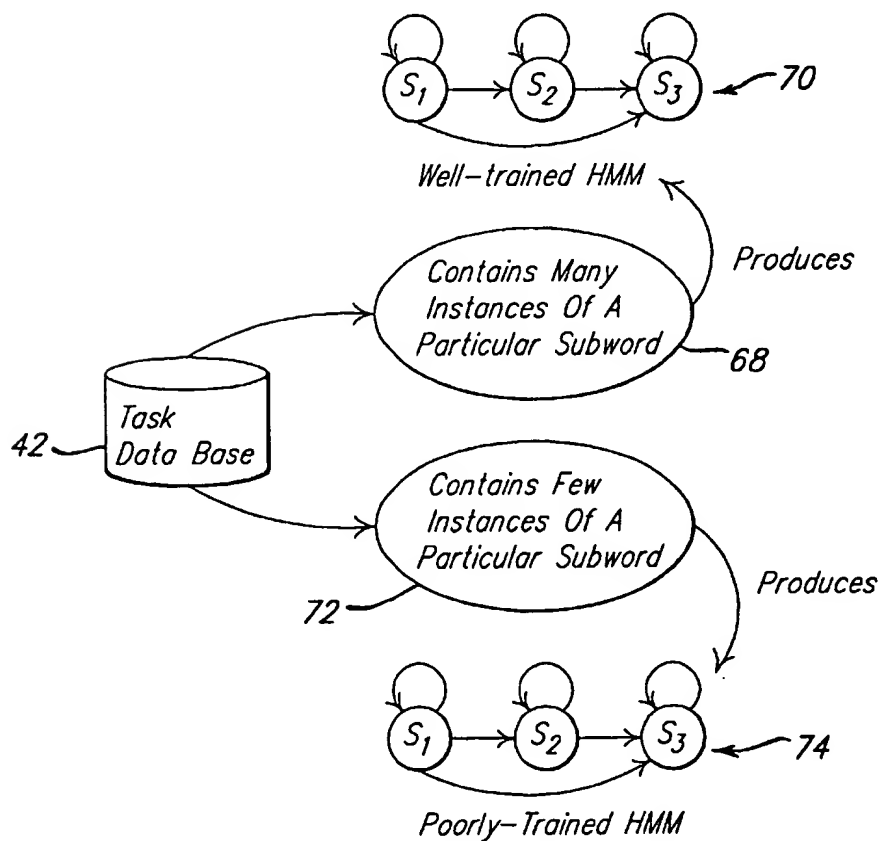 S1 S2 S3 70
Well-trained HMM
Contains Many
Instances Of A
Particular Subword
Produces
68
Task
Data Base
42
Contains Few
Instances Of A
Particular Subword
72
Produces
S1 S2 S3 74
Poorly-Trained HMM